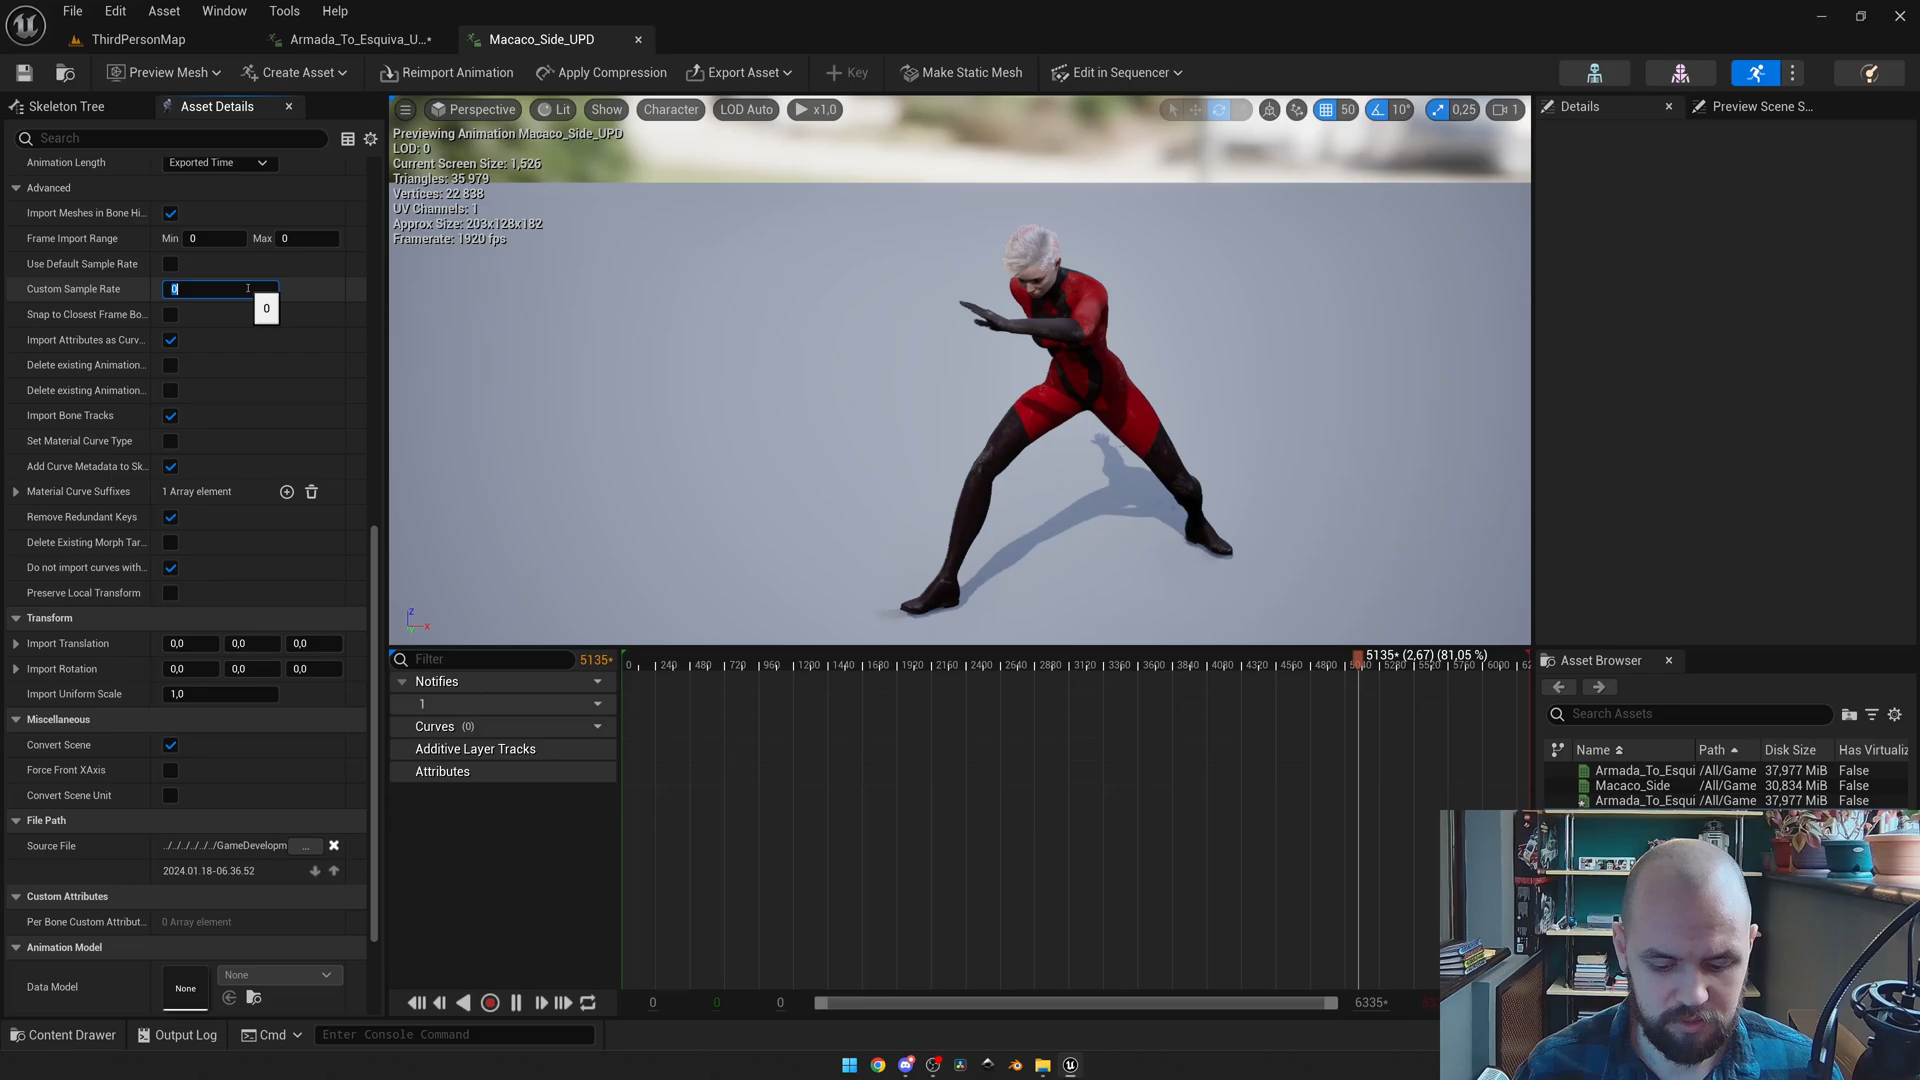 File Edit Asset Window Tools Help
ThirdPersonMap
Armada_To_Esquiva_U...*
Macaco_Side_UPD
Preview Mesh
Create Asset
Reimport Animation
Apply Compression
Export Asset
Key
Make Static Mesh
Edit in Sequencer
Skeleton Tree
Asset Details
Search
Animation Length Exported Time
Advanced
Import Meshes in Bone Hi...
Frame Import Range Min 0 Max 0
Use Default Sample Rate
Custom Sample Rate 0
0
Snap to Closest Frame Bo...
Import Attributes as Curv...
Delete existing Animation...
Delete existing Animation...
Import Bone Tracks
Set Material Curve Type
Add Curve Metadata to Sk...
Material Curve Suffixes 1 Array element
Remove Redundant Keys
Delete Existing Morph Tar...
Do not import curves with...
Preserve Local Transform
Transform
Import Translation 0,0 0,0 0,0
Import Rotation 0,0 0,0 0,0
Import Uniform Scale 1,0
Miscellaneous
Convert Scene
Force Front XAxis
Convert Scene Unit
File Path
Source File ../../../../../../GameDevelopm ...
2024.01.18-06.36.52
Custom Attributes
Per Bone Custom Attribut... 0 Array element
Animation Model
Data Model None None
Perspective Lit Show Character LOD Auto x1,0
50 10° 0,25 1
Previewing Animation Macaco_Side_UPD
LOD: 0
Current Screen Size: 1,526
Triangles: 35 979
Vertices: 22 838
UV Channels: 1
Approx Size: 203x128x182
Framerate: 1920 fps
Z
X
Filter 5135*
5135* (2,67) (81,05 %)
0 240 480 720 960 1200 1440 1680 1920 2160 2400 2640 2880 3120 3360 3600 3840 4080 4320 4560 4800 5280 5520 5760 6000
Notifies
1
Curves (0)
Additive Layer Tracks
Attributes
0 0 0 6335*
Details
Preview Scene S...
Asset Browser
Search Assets
Name Path Disk Size Has Virtualiz
Armada_To_Esqui /All/Game 37,977 MiB False
Macaco_Side /All/Game 30,834 MiB False
Armada_To_Esqui /All/Game 37,977 MiB False
Content Drawer
Output Log
Cmd
Enter Console Command